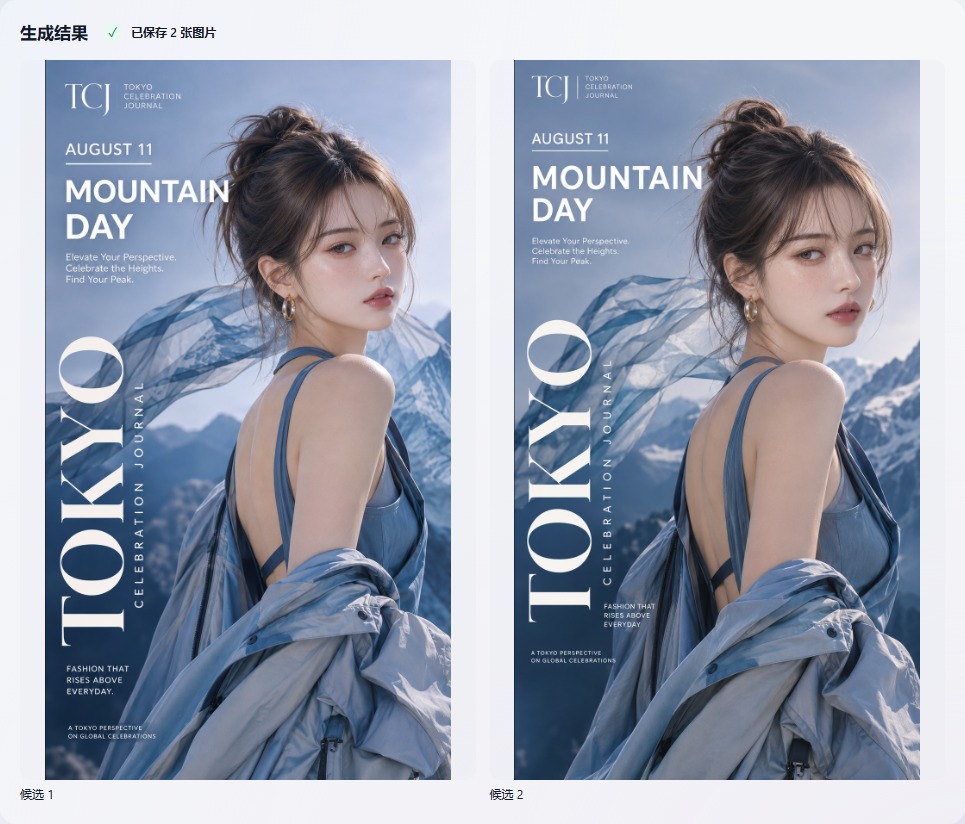 生成结果 ✓ 已保存 2 张图片
TCJ
TOKYO
CELEBRATION
JOURNAL
AUGUST 11
MOUNTAIN
DAY
Elevate Your Perspective.
Celebrate the Heights.
Find Your Peak.
TOKYO
CELEBRATION JOURNAL
FASHION THAT
RISES ABOVE
EVERYDAY.
A TOKYO PERSPECTIVE
ON GLOBAL CELEBRATIONS
候选 1
TCJ
TOKYO
CELEBRATION
JOURNAL
AUGUST 11
MOUNTAIN
DAY
Elevate Your Perspective.
Celebrate the Heights.
Find Your Peak.
TOKYO
CELEBRATION JOURNAL
FASHION THAT
RISES ABOVE
EVERYDAY
A TOKYO PERSPECTIVE
ON GLOBAL CELEBRATIONS
候选 2